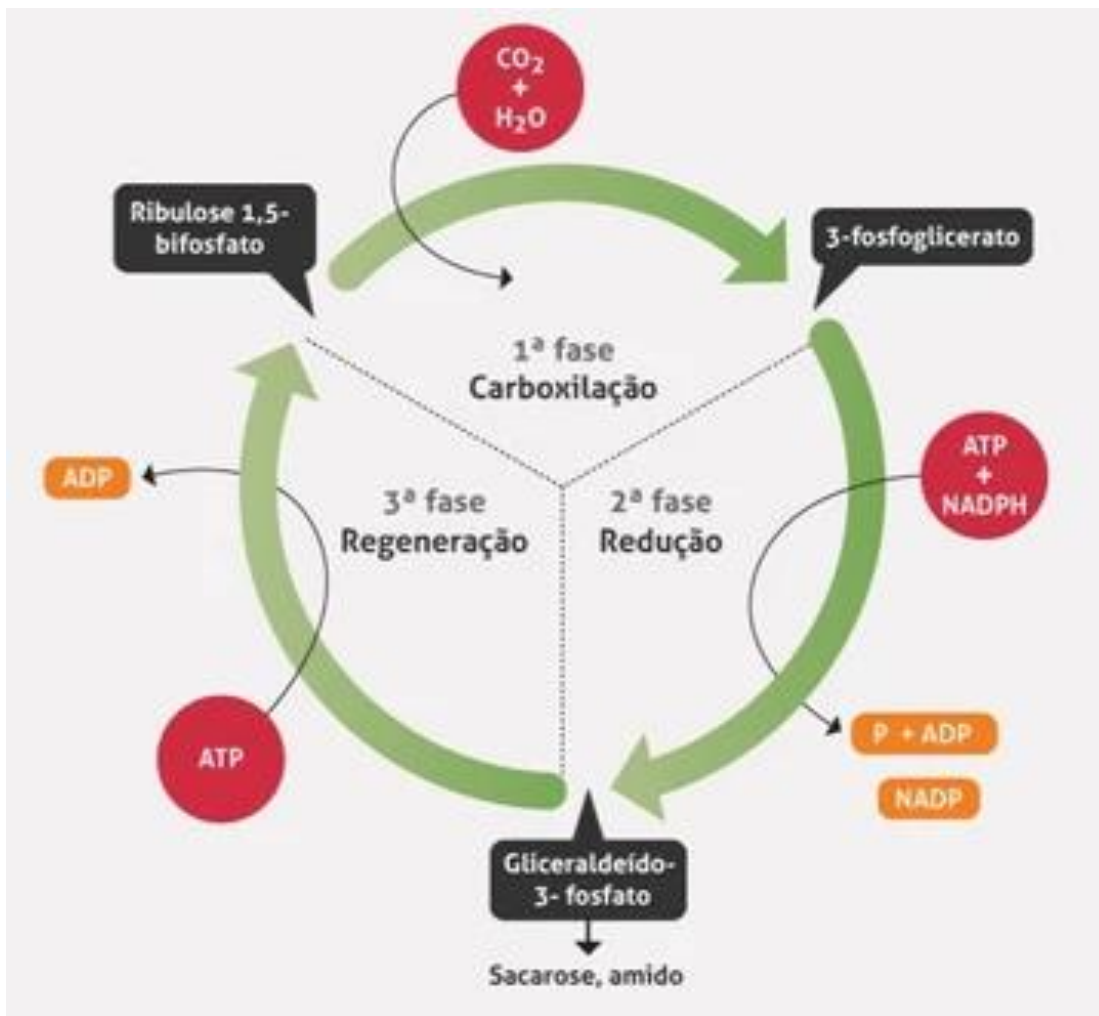 CO₂
+
H₂O
Ribulose 1,5-
bifosfato
3-fosfoglicerato
1ª fase
Carboxilação
ATP
+
NADPH
ADP
3ª fase
Regeneração
2ª fase
Redução
P + ADP
NADP
ATP
Gliceraldeído-
3- fosfato
Sacarose, amido